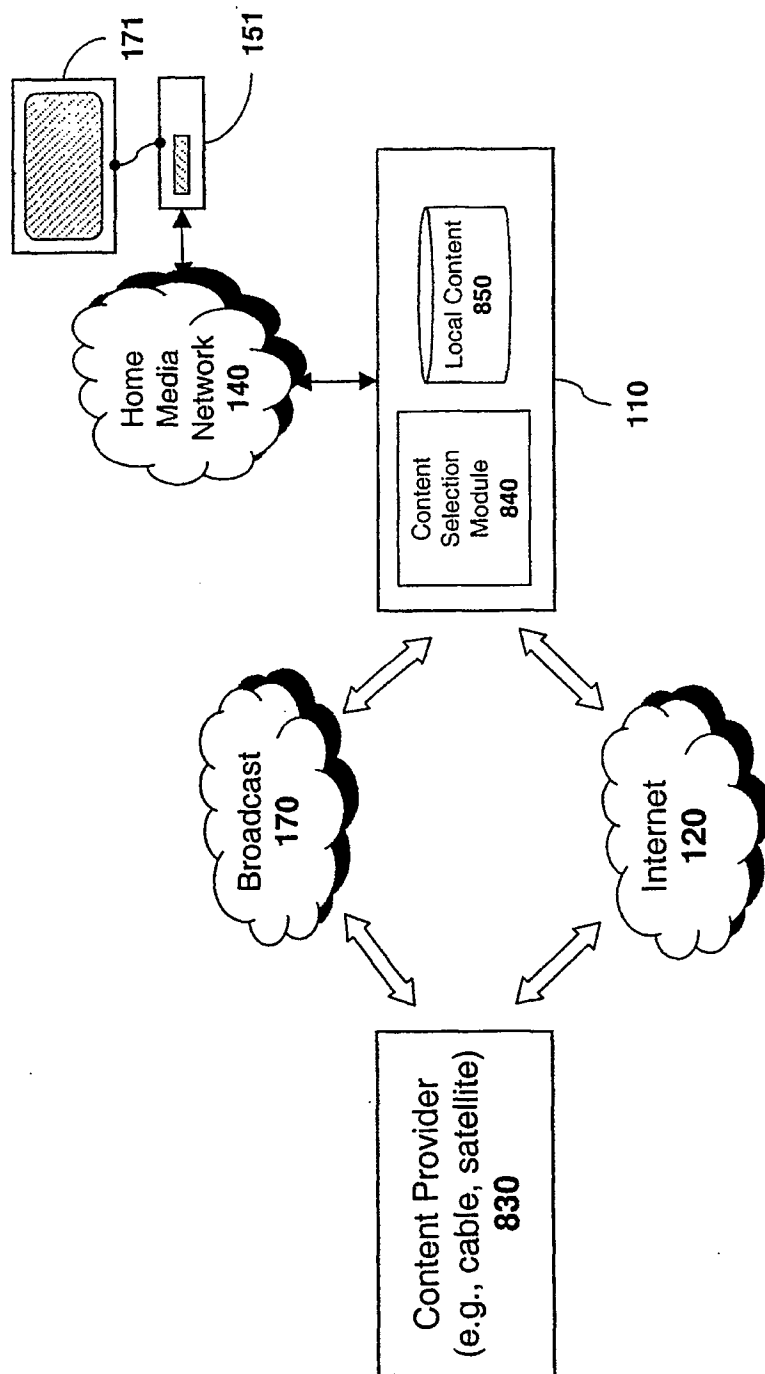 Content Provider
(e.g., cable, satellite)
830
Broadcast
170
Internet
120
Content
Selection
Module
840
Local Content
850
110
Home
Media
Network
140
151
171